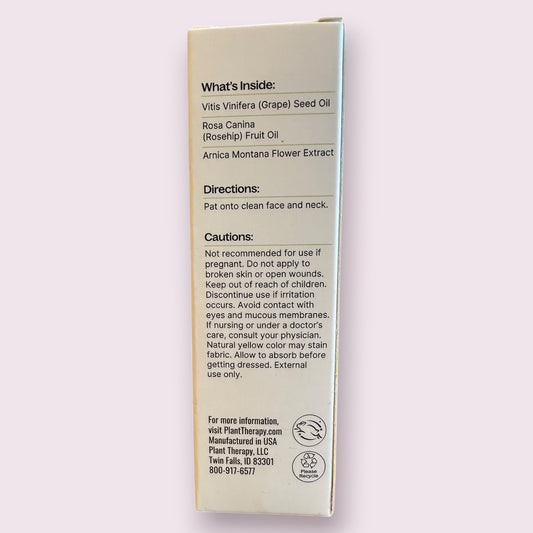 What's Inside:
Vitis Vinifera (Grape) Seed Oil
Rosa Canina
(Rosehip) Fruit Oil
Arnica Montana Flower Extract
Directions:
Pat onto clean face and neck.
Cautions:
Not recommended for use if
pregnant. Do not apply to
broken skin or open wounds.
Keep out of reach of children.
Discontinue use if irritation
occurs. Avoid contact with
eyes and mucous membranes.
If nursing or under a doctor's
care, consult your physician.
Natural yellow color may stain
fabric. Allow to absorb before
getting dressed. External
use only.
For more information,
visit PlantTherapy.com
Manufactured in USA
Plant Therapy, LLC
Twin Falls, ID 83301
800-917-6577
Please
Recycle